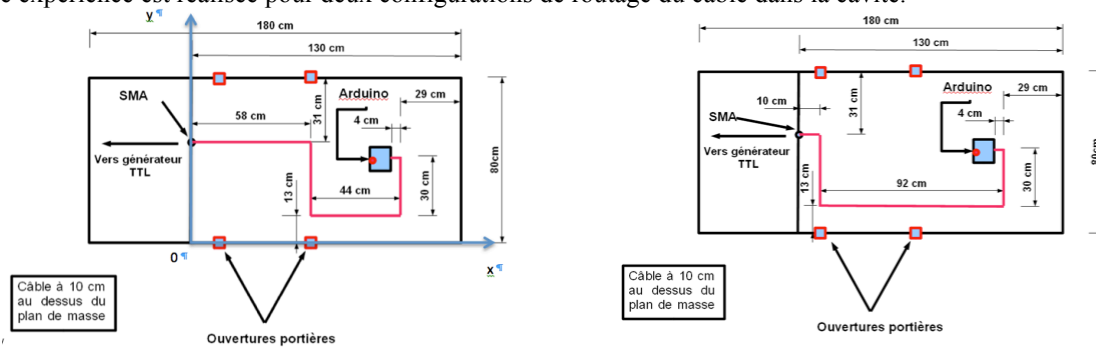 e expérience est réalisée pour deux configurations de routage du câble dans la cavité.
y ¶
180 cm
130 cm
SMA
58 cm
31 cm
Arduino
29 cm
4 cm
Vers générateur
TTL
13 cm
44 cm
30 cm
80cm
0 ¶
x ¶
Câble à 10 cm
au dessus du
plan de masse
Ouvertures portières
180 cm
130 cm
10 cm
31 cm
Arduino
29 cm
4 cm
SMA
Vers générateur
TTL
13 cm
92 cm
30 cm
80cm
Câble à 10 cm
au dessus du
plan de masse
Ouvertures portières